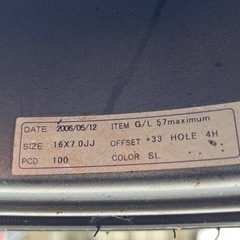 DATE 2006/05/12 ITEM G/L 57maximum
SIZE 16X7.0JJ OFFSET +33 HOLE 4H
PCD 100 COLOR SL